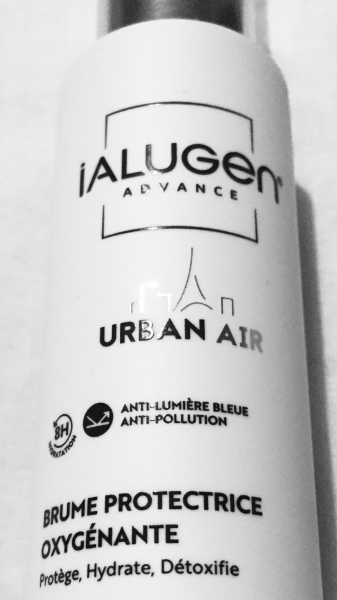 iALUGen®
ADVANCE
URBAN AIR
8H
HYDRATATION
ANTI-LUMIÈRE BLEUE
ANTI-POLLUTION
BRUME PROTECTRICE
OXYGÉNANTE
Protège, Hydrate, Détoxifie